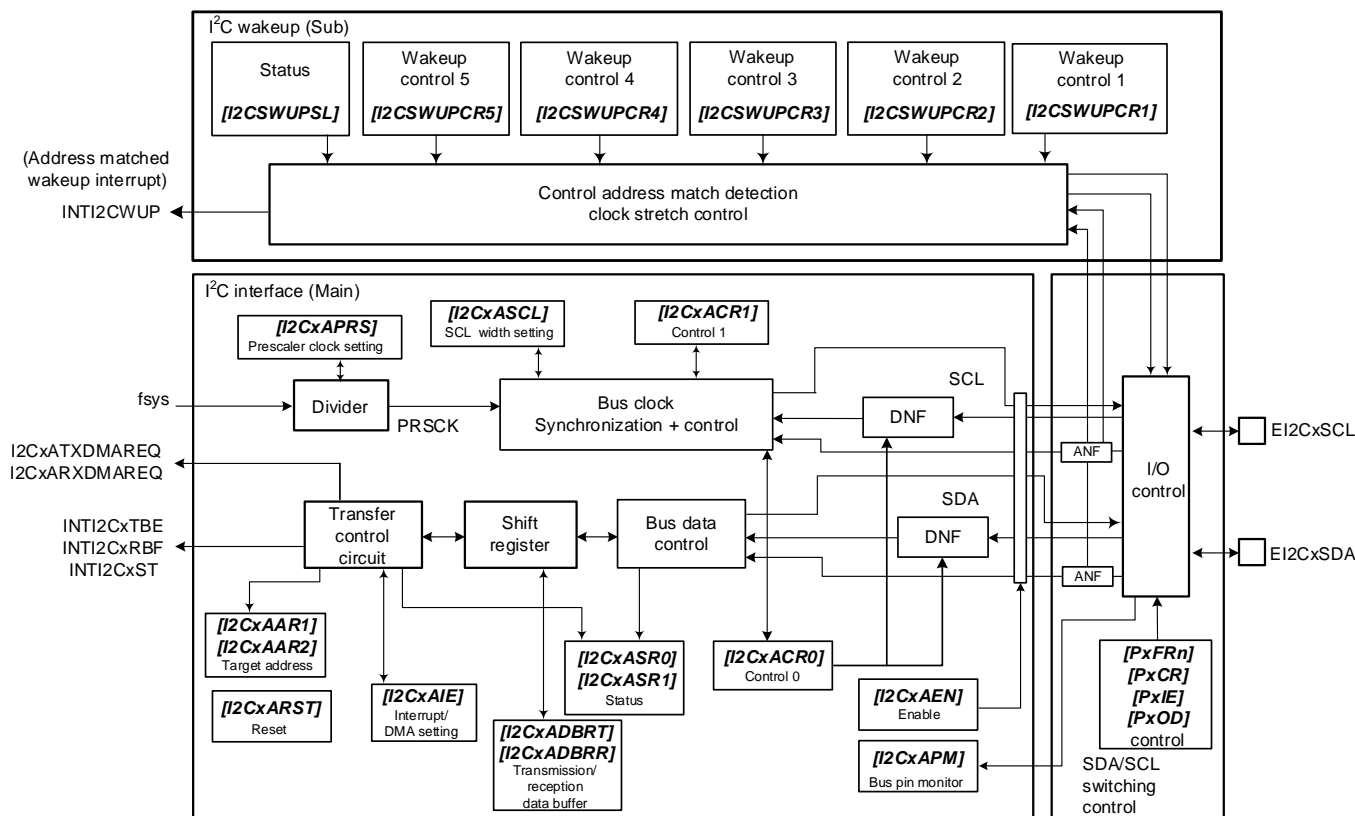 I2C wakeup (Sub)
Status
[I2CSWUPSL]
Wakeup
control 5
[I2CSWUPCR5]
Wakeup
control 4
[I2CSWUPCR4]
Wakeup
control 3
[I2CSWUPCR3]
Wakeup
control 2
[I2CSWUPCR2]
Wakeup
control 1
[I2CSWUPCR1]
(Address matched
wakeup interrupt)
INTI2CWUP
Control address match detection
clock stretch control
I2C interface (Main)
[I2CxAPRS]
Prescaler clock setting
[I2CxASCL]
SCL width setting
[I2CxACR1]
Control 1
fsys
Divider
PRSCK
Bus clock
Synchronization + control
SCL
DNF
ANF
I/O
control
EI2CxSCL
I2CxATXDMAREQ
I2CxARXDMAREQ
INTI2CxTBE
INTI2CxRBF
INTI2CxST
Transfer
control
circuit
Shift
register
Bus data
control
SDA
DNF
ANF
EI2CxSDA
[I2CxAAR1]
[I2CxAAR2]
Target address
[I2CxARST]
Reset
[I2CxAIE]
Interrupt/
DMA setting
[I2CxADBRT]
[I2CxADBRR]
Transmission/
reception
data buffer
[I2CxASR0]
[I2CxASR1]
Status
[I2CxACR0]
Control 0
[I2CxAEN]
Enable
[I2CxAPM]
Bus pin monitor
[PxFRn]
[PxCR]
[PxIE]
[PxOD]
control
SDA/SCL
switching
control